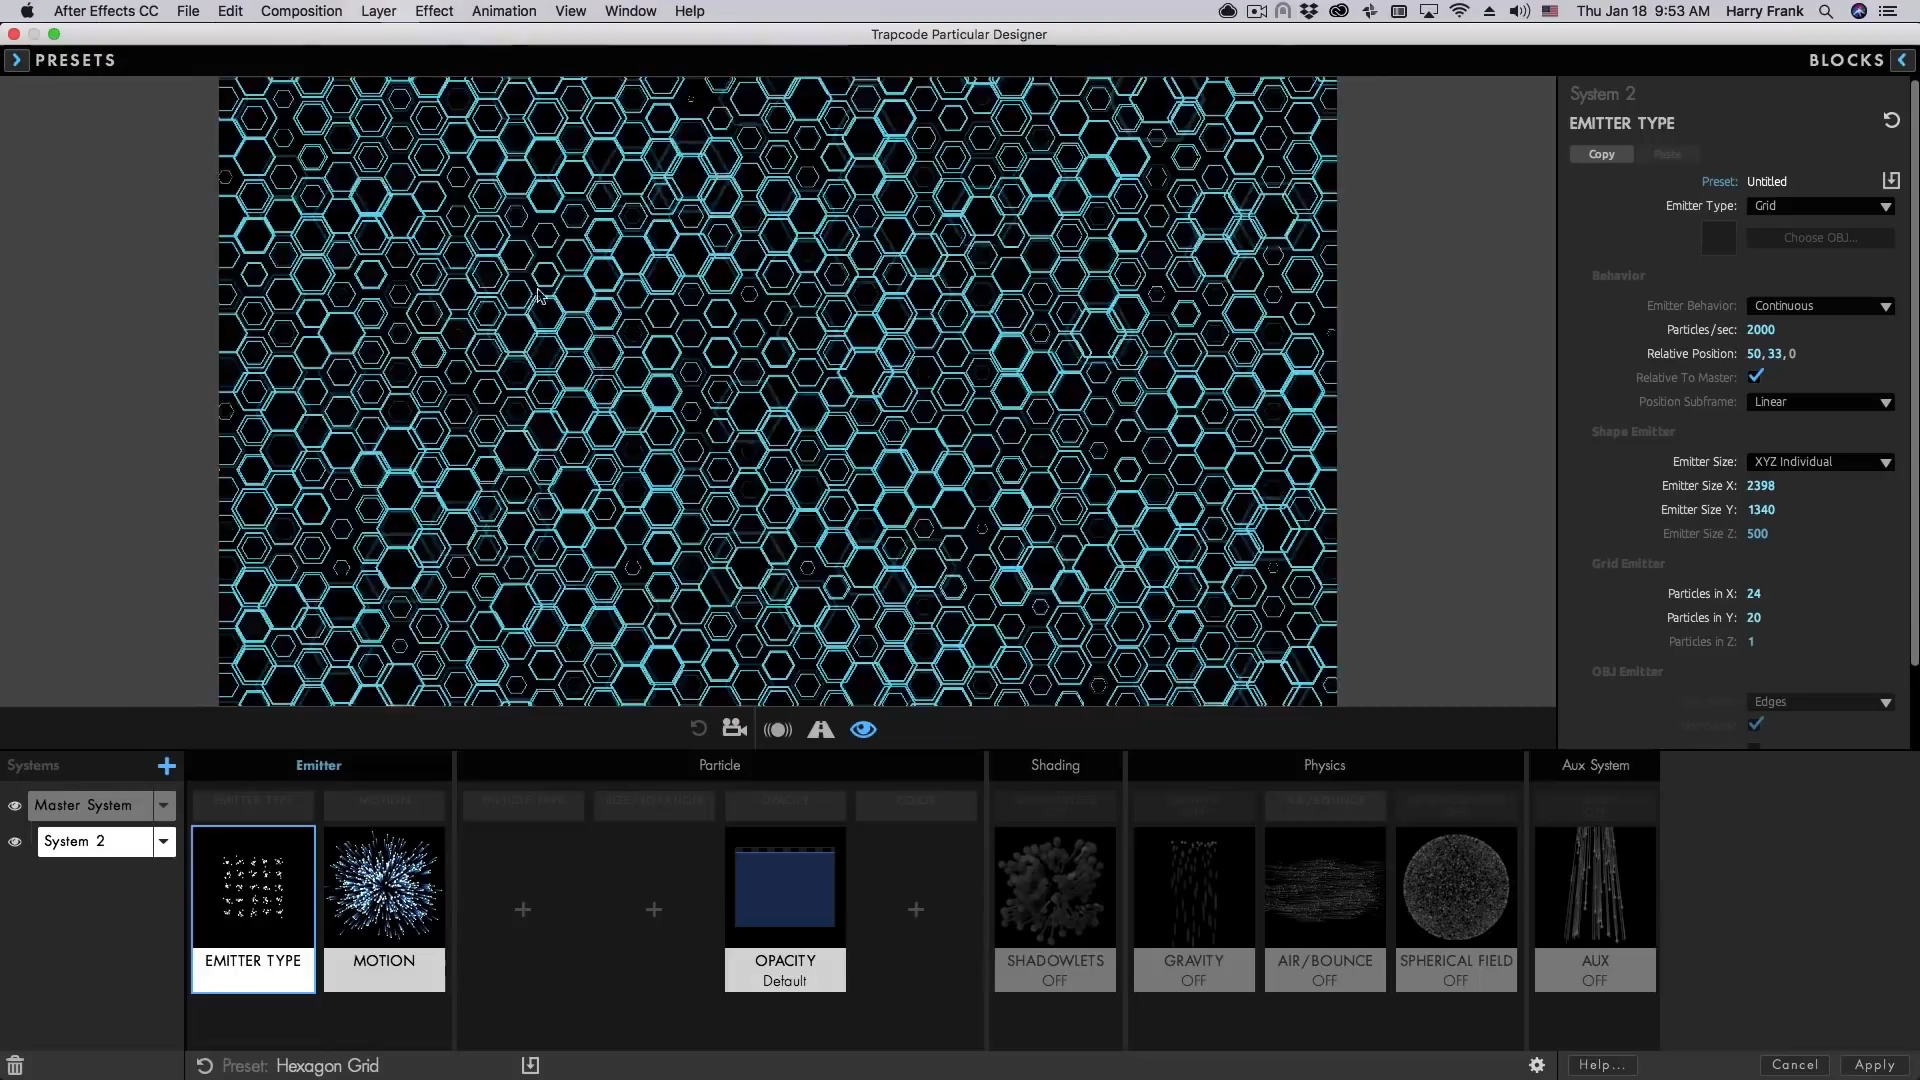 After Effects CC File Edit Composition Layer Effect Animation View Window Help Thu Jan 18 9:53 AM Harry Frank
Trapcode Particular Designer
PRESETS
BLOCKS
System 2
EMITTER TYPE
Copy Paste
Preset: Untitled
Emitter Type: Grid
Choose OBJ...
Behavior
Emitter Behavior: Continuous
Particles/sec: 2000
Relative Position: 50, 33, 0
Relative To Master:
Position Subframe: Linear
Shape Emitter
Emitter Size: XYZ Individual
Emitter Size X: 2398
Emitter Size Y: 1340
Emitter Size Z: 500
Grid Emitter
Particles in X: 24
Particles in Y: 20
Particles in Z: 1
OBJ Emitter
Edges
Systems + Emitter Particle Shading Physics Aux System
Master System
System 2
EMITTER TYPE
MOTION
OPACITY
Default
SHADOWLETS
OFF
GRAVITY
OFF
AIR/BOUNCE
OFF
SPHERICAL FIELD
OFF
AUX
OFF
Preset: Hexagon Grid
Help...
Cancel
Apply